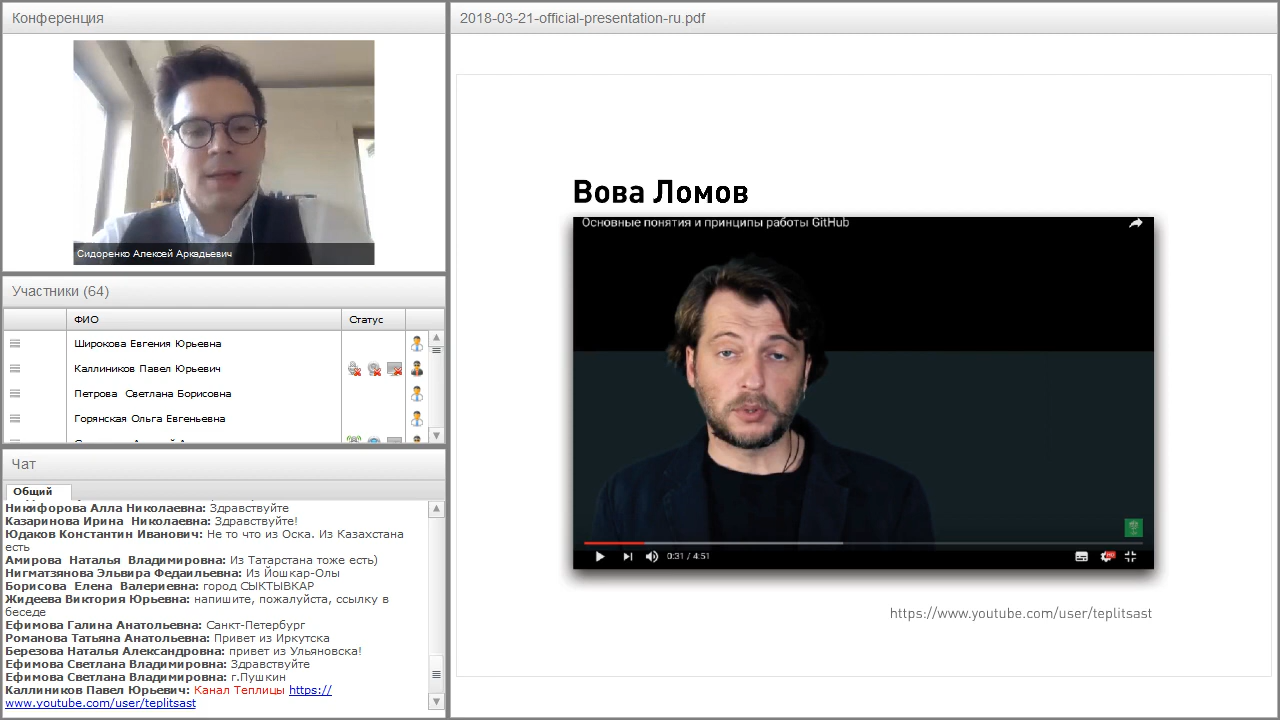 Конференция
Сидоренко Алексей Аркадьевич
Участники (64)
ФИО
Статус
Широкова Евгения Юрьевна
Каллиников Павел Юрьевич
Петрова Светлана Борисовна
Горянская Ольга Евгеньевна
Чат
Общий
Никифорова Алла Николаевна: Здравствуйте
Казаринова Ирина Николаевна: Здравствуйте!
Юдаков Константин Иванович: Не то что из Оска. Из Казахстана
есть
Амирова Наталья Владимировна: Из Татарстана тоже есть)
Нигматзянова Эльвира Федаильевна: Из Йошкар-Олы
Борисова Елена Валериевна: город СЫКТЫВКАР
Жидеева Виктория Юрьевна: напишите, пожалуйста, ссылку в
беседе
Ефимова Галина Анатольевна: Санкт-Петербург
Романова Татьяна Анатольевна: Привет из Иркутска
Березова Наталья Александровна: привет из Ульяновска!
Ефимова Светлана Владимировна: Здравствуйте
Ефимова Светлана Владимировна: г.Пушкин
Каллиников Павел Юрьевич: Канал Теплицы https://
www.youtube.com/user/teplitsast
2018-03-21-official-presentation-ru.pdf
Вова Ломов
Основные понятия и принципы работы GitHub
0:31 / 4:51
https://www.youtube.com/user/teplitsast